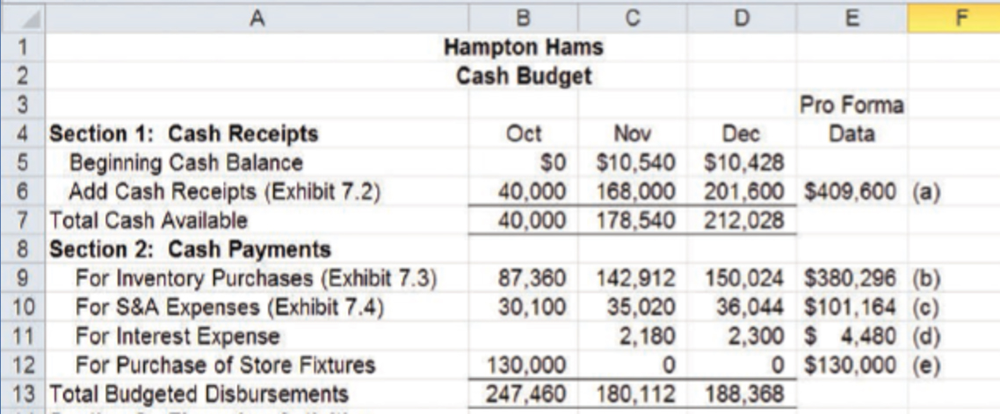 A B C D E F
1 Hampton Hams
2 Cash Budget
3 Pro Forma
4 Section 1: Cash Receipts Oct Nov Dec Data
5 Beginning Cash Balance $0 $10,540 $10,428
6 Add Cash Receipts (Exhibit 7.2) 40,000 168,000 201,600 $409,600 (a)
7 Total Cash Available 40,000 178,540 212,028
8 Section 2: Cash Payments
9 For Inventory Purchases (Exhibit 7.3) 87,360 142,912 150,024 $380,296 (b)
10 For S&A Expenses (Exhibit 7.4) 30,100 35,020 36,044 $101,164 (c)
11 For Interest Expense 2,180 2,300 $ 4,480 (d)
12 For Purchase of Store Fixtures 130,000 0 0 $130,000 (e)
13 Total Budgeted Disbursements 247,460 180,112 188,368